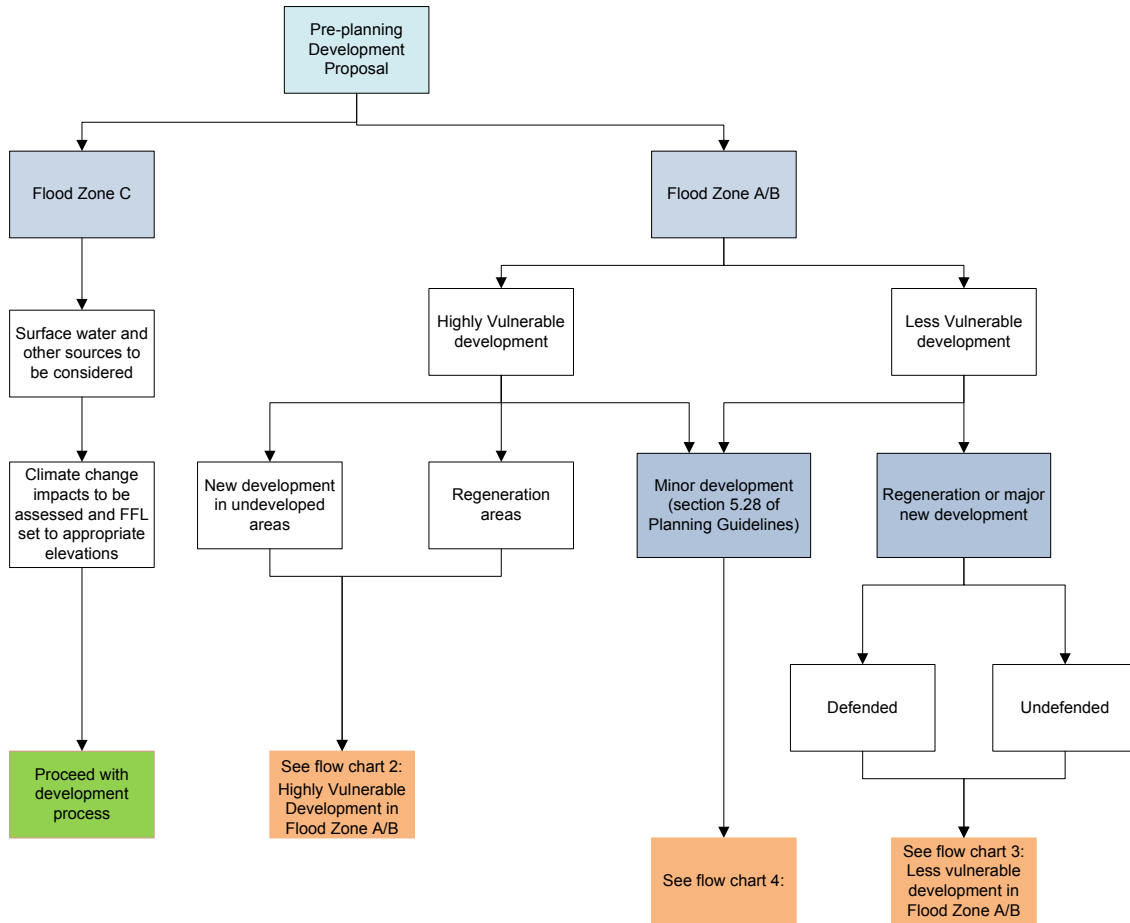 Pre-planning
Development
Proposal
Flood Zone C
Flood Zone A/B
Highly Vulnerable
development
Less Vulnerable
development
Surface water and
other sources to
be considered
Climate change
impacts to be
assessed and FFL
set to appropriate
elevations
New development
in undeveloped
areas
Regeneration
areas
Minor development
(section 5.28 of
Planning Guidelines)
Regeneration or major
new development
Defended
Undefended
Proceed with
development
process
See flow chart 2:
Highly Vulnerable
Development in
Flood Zone A/B
See flow chart 4:
See flow chart 3:
Less vulnerable
development in
Flood Zone A/B